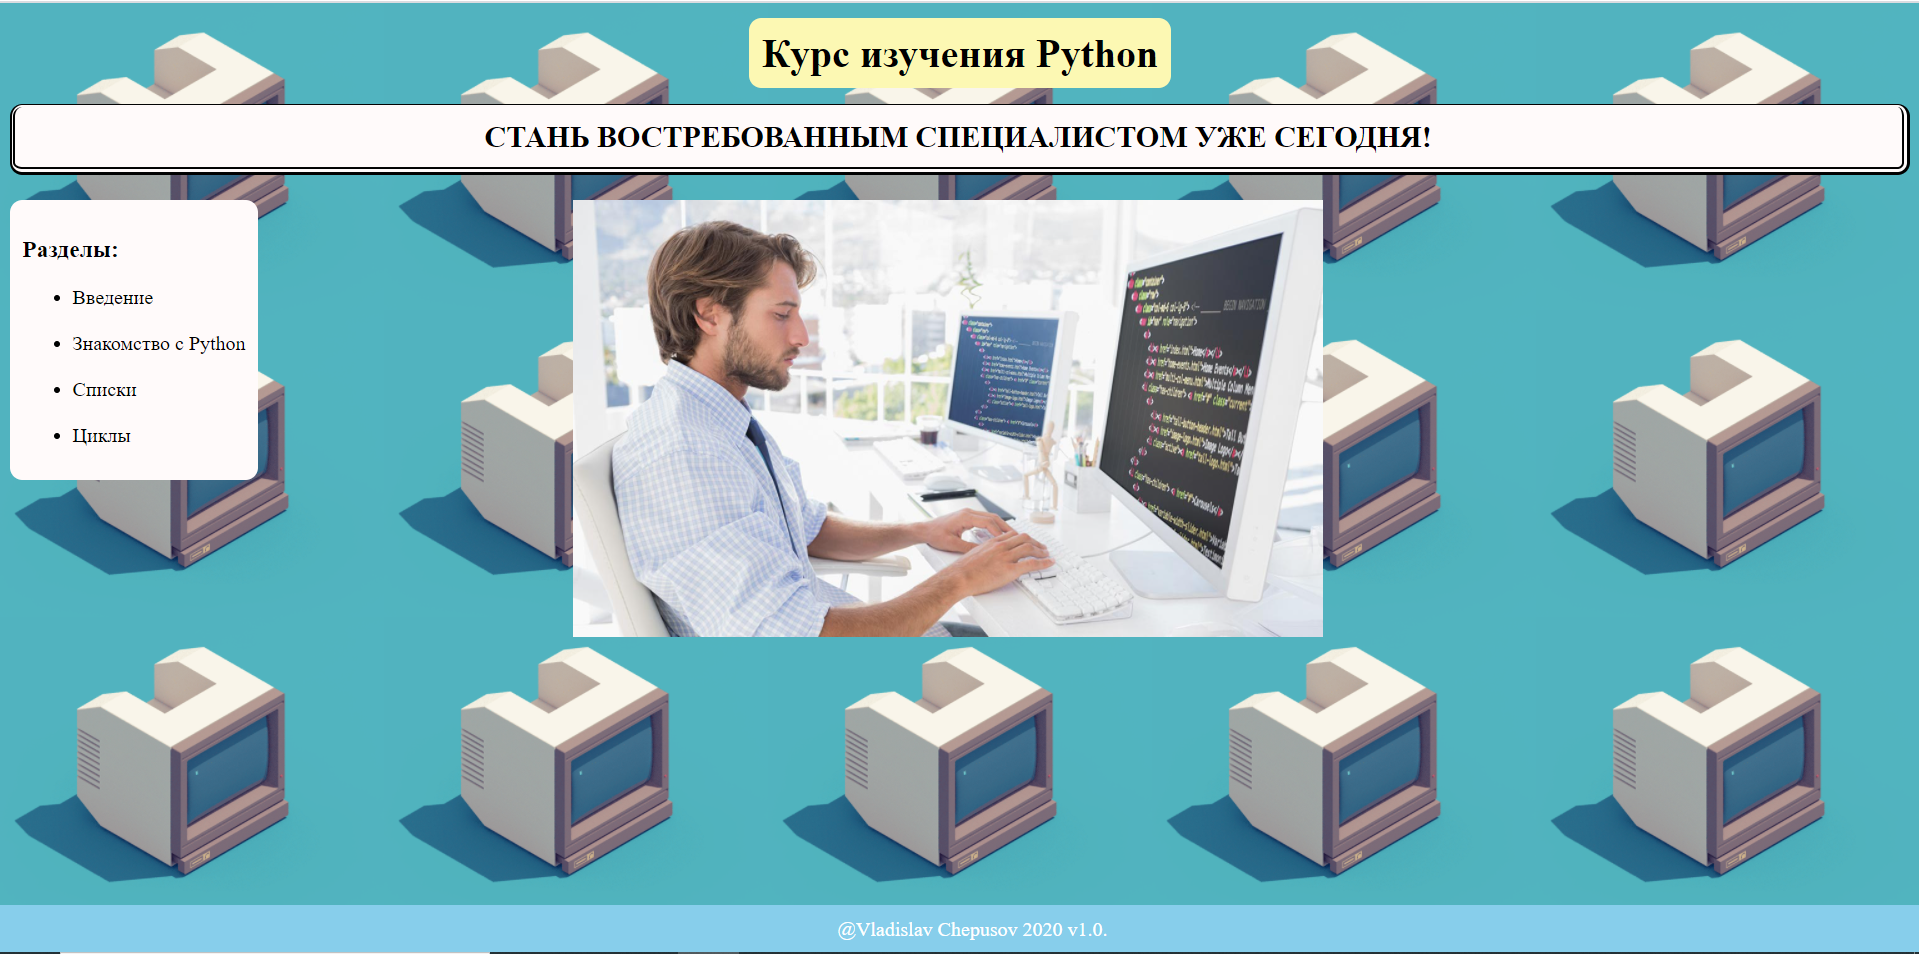 Курс изучения Python
СТАНЬ ВОСТРЕБОВАННЫМ СПЕЦИАЛИСТОМ УЖЕ СЕГОДНЯ!
Разделы:
Введение
Знакомство с Python
Списки
Циклы
@Vladislav Chepusov 2020 v1.0.